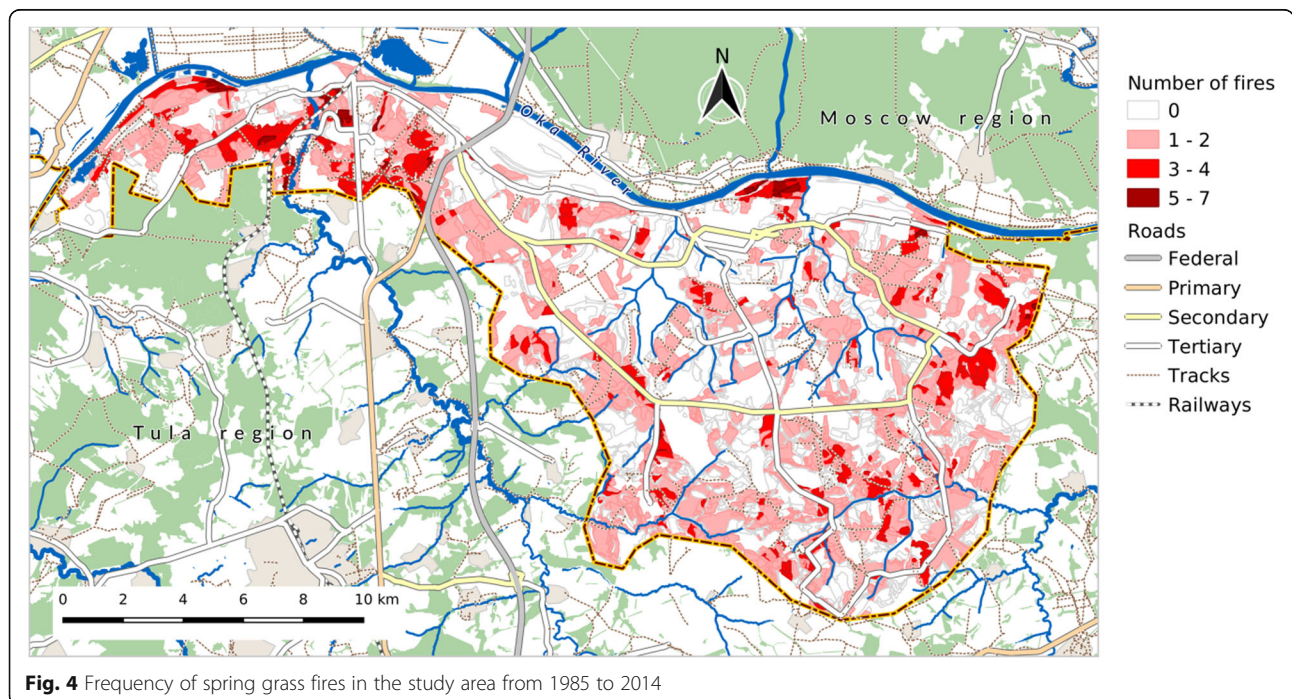 N
Oka River
Moscow region
Tula region
0 2 4 6 8 10 km
Number of fires
0
1 - 2
3 - 4
5 - 7
Roads
Federal
Primary
Secondary
Tertiary
Tracks
Railways
Fig. 4 Frequency of spring grass fires in the study area from 1985 to 2014